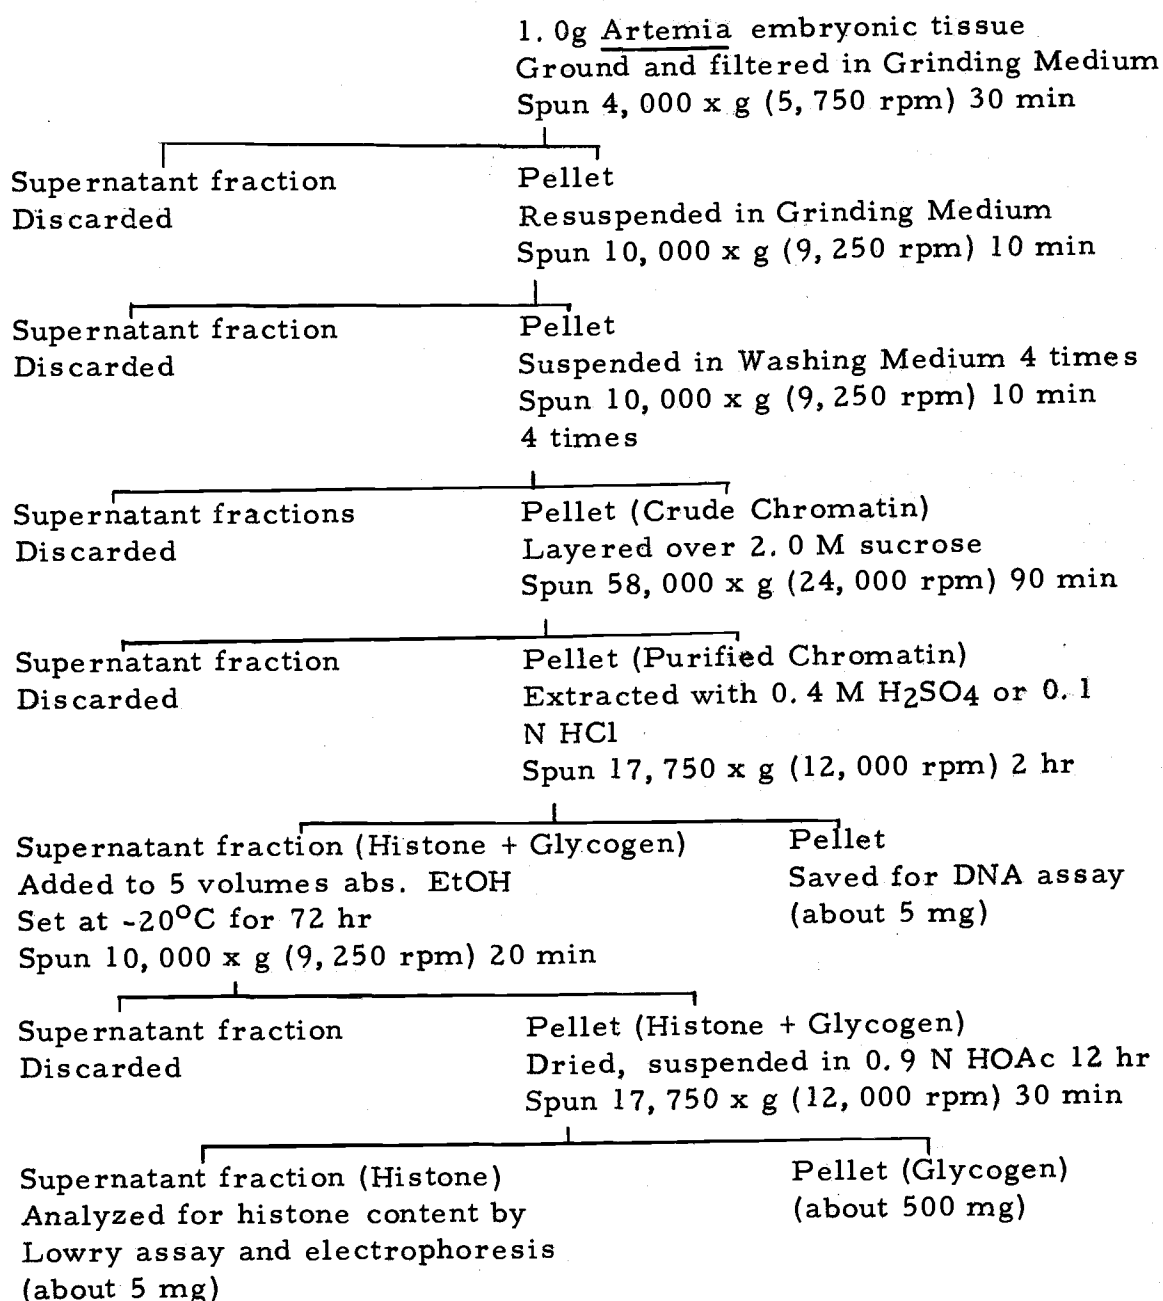 1. 0g Artemia embryonic tissue
Ground and filtered in Grinding Medium
Spun 4, 000 x g (5, 750 rpm) 30 min
Supernatant fraction
Discarded
Pellet
Resuspended in Grinding Medium
Spun 10, 000 x g (9, 250 rpm) 10 min
Supernatant fraction
Discarded
Pellet
Suspended in Washing Medium 4 times
Spun 10, 000 x g (9, 250 rpm) 10 min
4 times
Supernatant fractions
Discarded
Pellet (Crude Chromatin)
Layered over 2. 0 M sucrose
Spun 58, 000 x g (24, 000 rpm) 90 min
Supernatant fraction
Discarded
Pellet (Purified Chromatin)
Extracted with 0. 4 M H2SO4 or 0. 1
N HCl
Spun 17, 750 x g (12, 000 rpm) 2 hr
Supernatant fraction (Histone + Glycogen)
Added to 5 volumes abs. EtOH
Set at -20°C for 72 hr
Spun 10, 000 x g (9, 250 rpm) 20 min
Pellet
Saved for DNA assay
(about 5 mg)
Supernatant fraction
Discarded
Pellet (Histone + Glycogen)
Dried, suspended in 0. 9 N HOAc 12 hr
Spun 17, 750 x g (12, 000 rpm) 30 min
Supernatant fraction (Histone)
Analyzed for histone content by
Lowry assay and electrophoresis
(about 5 mg)
Pellet (Glycogen)
(about 500 mg)